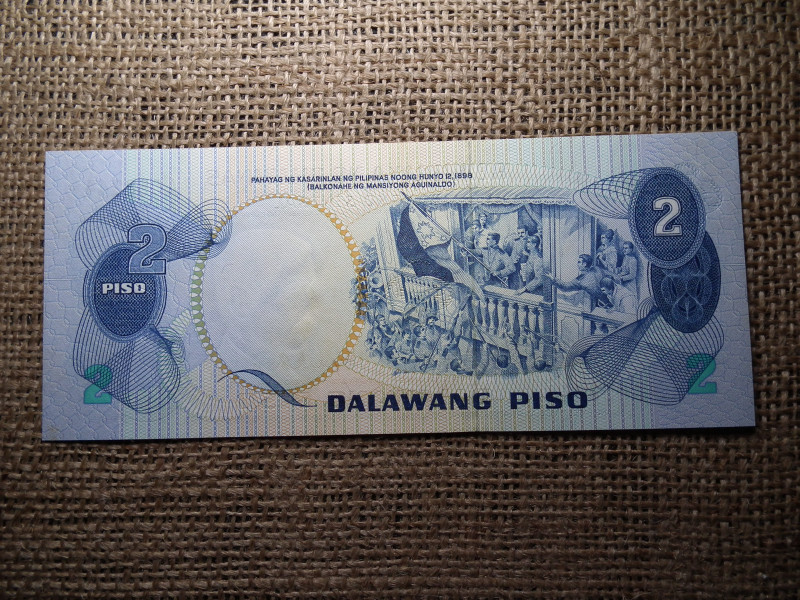 PAHAYAG NG KASARINLAN NG PILIPINAS NOONG HUNYO 12, 1898
(BALKONAHE NG MANSIYONG AGUINALDO)
2
2
PISO
2
2
DALAWANG PISO